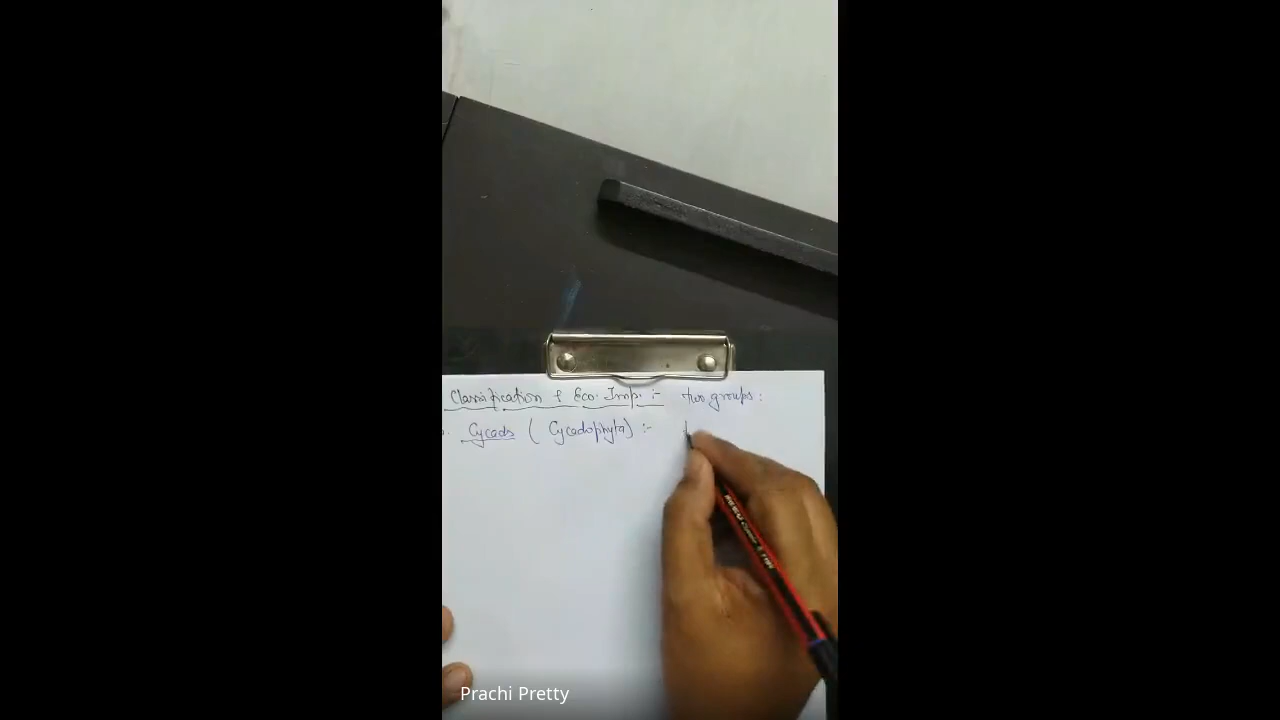 Classification & Eco. Imp. :- two groups :
Cycads ( Cycadophyta) :-
Prachi Pretty